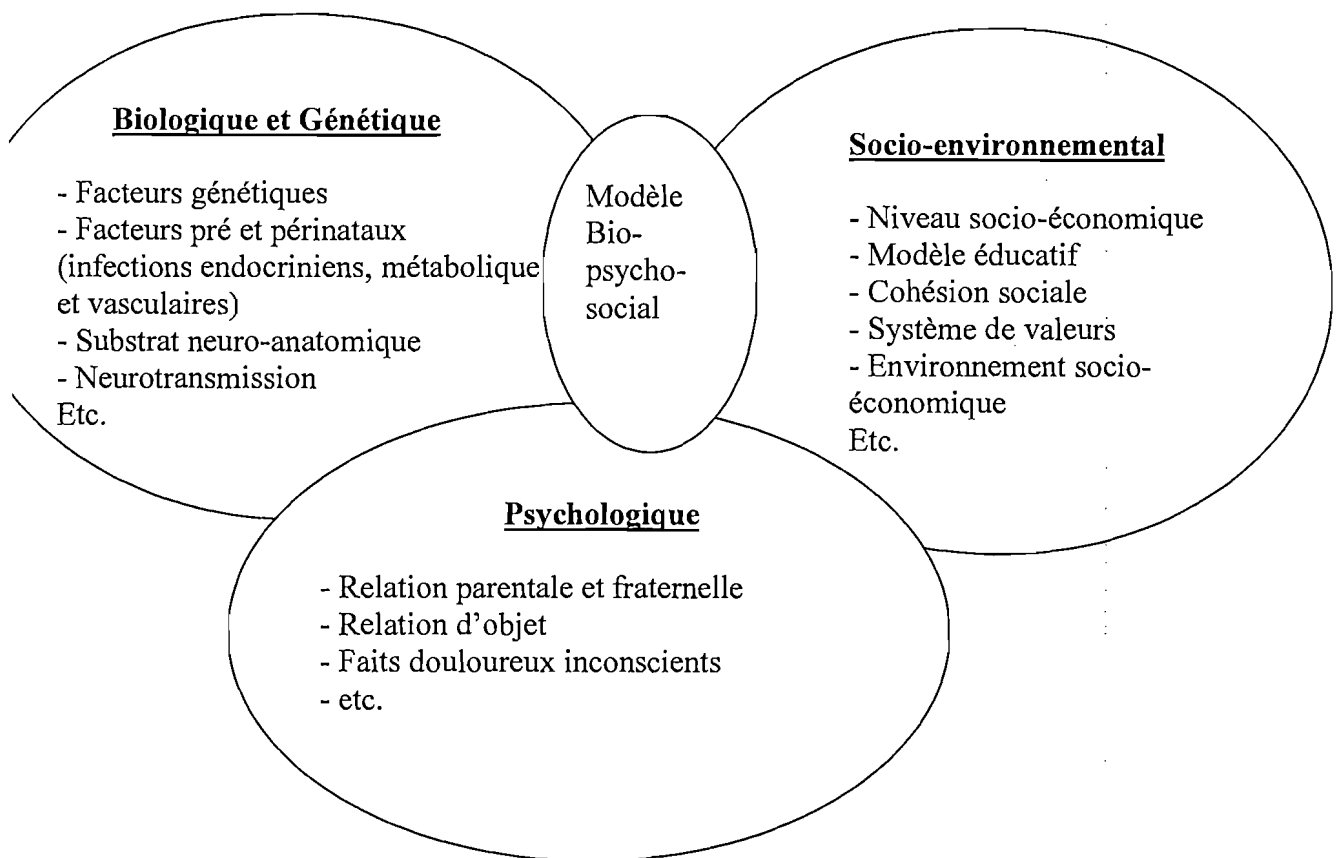 Biologique et Génétique
- Facteurs génétiques
- Facteurs pré et périnataux
(infections endocriniens, métabolique
et vasculaires)
- Substrat neuro-anatomique
- Neurotransmission
Etc.
Modèle
Bio-
psycho-
social
Socio-environnemental
- Niveau socio-économique
- Modèle éducatif
- Cohésion sociale
- Système de valeurs
- Environnement socio-
économique
Etc.
Psychologique
- Relation parentale et fraternelle
- Relation d'objet
- Faits douloureux inconscients
- etc.